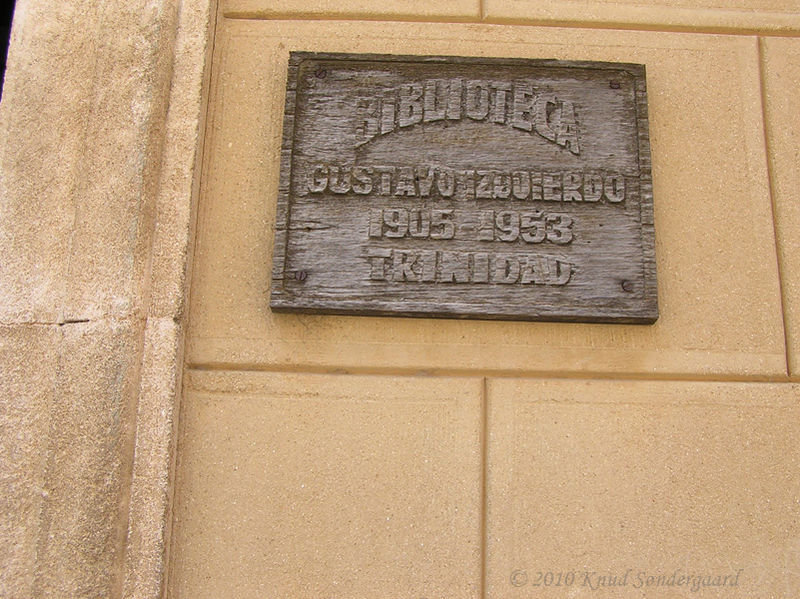 BIBLIOTECA
GUSTAVO IZQUIERDO
1905-1953
TRINIDAD
© 2010 Knud Søndergaard